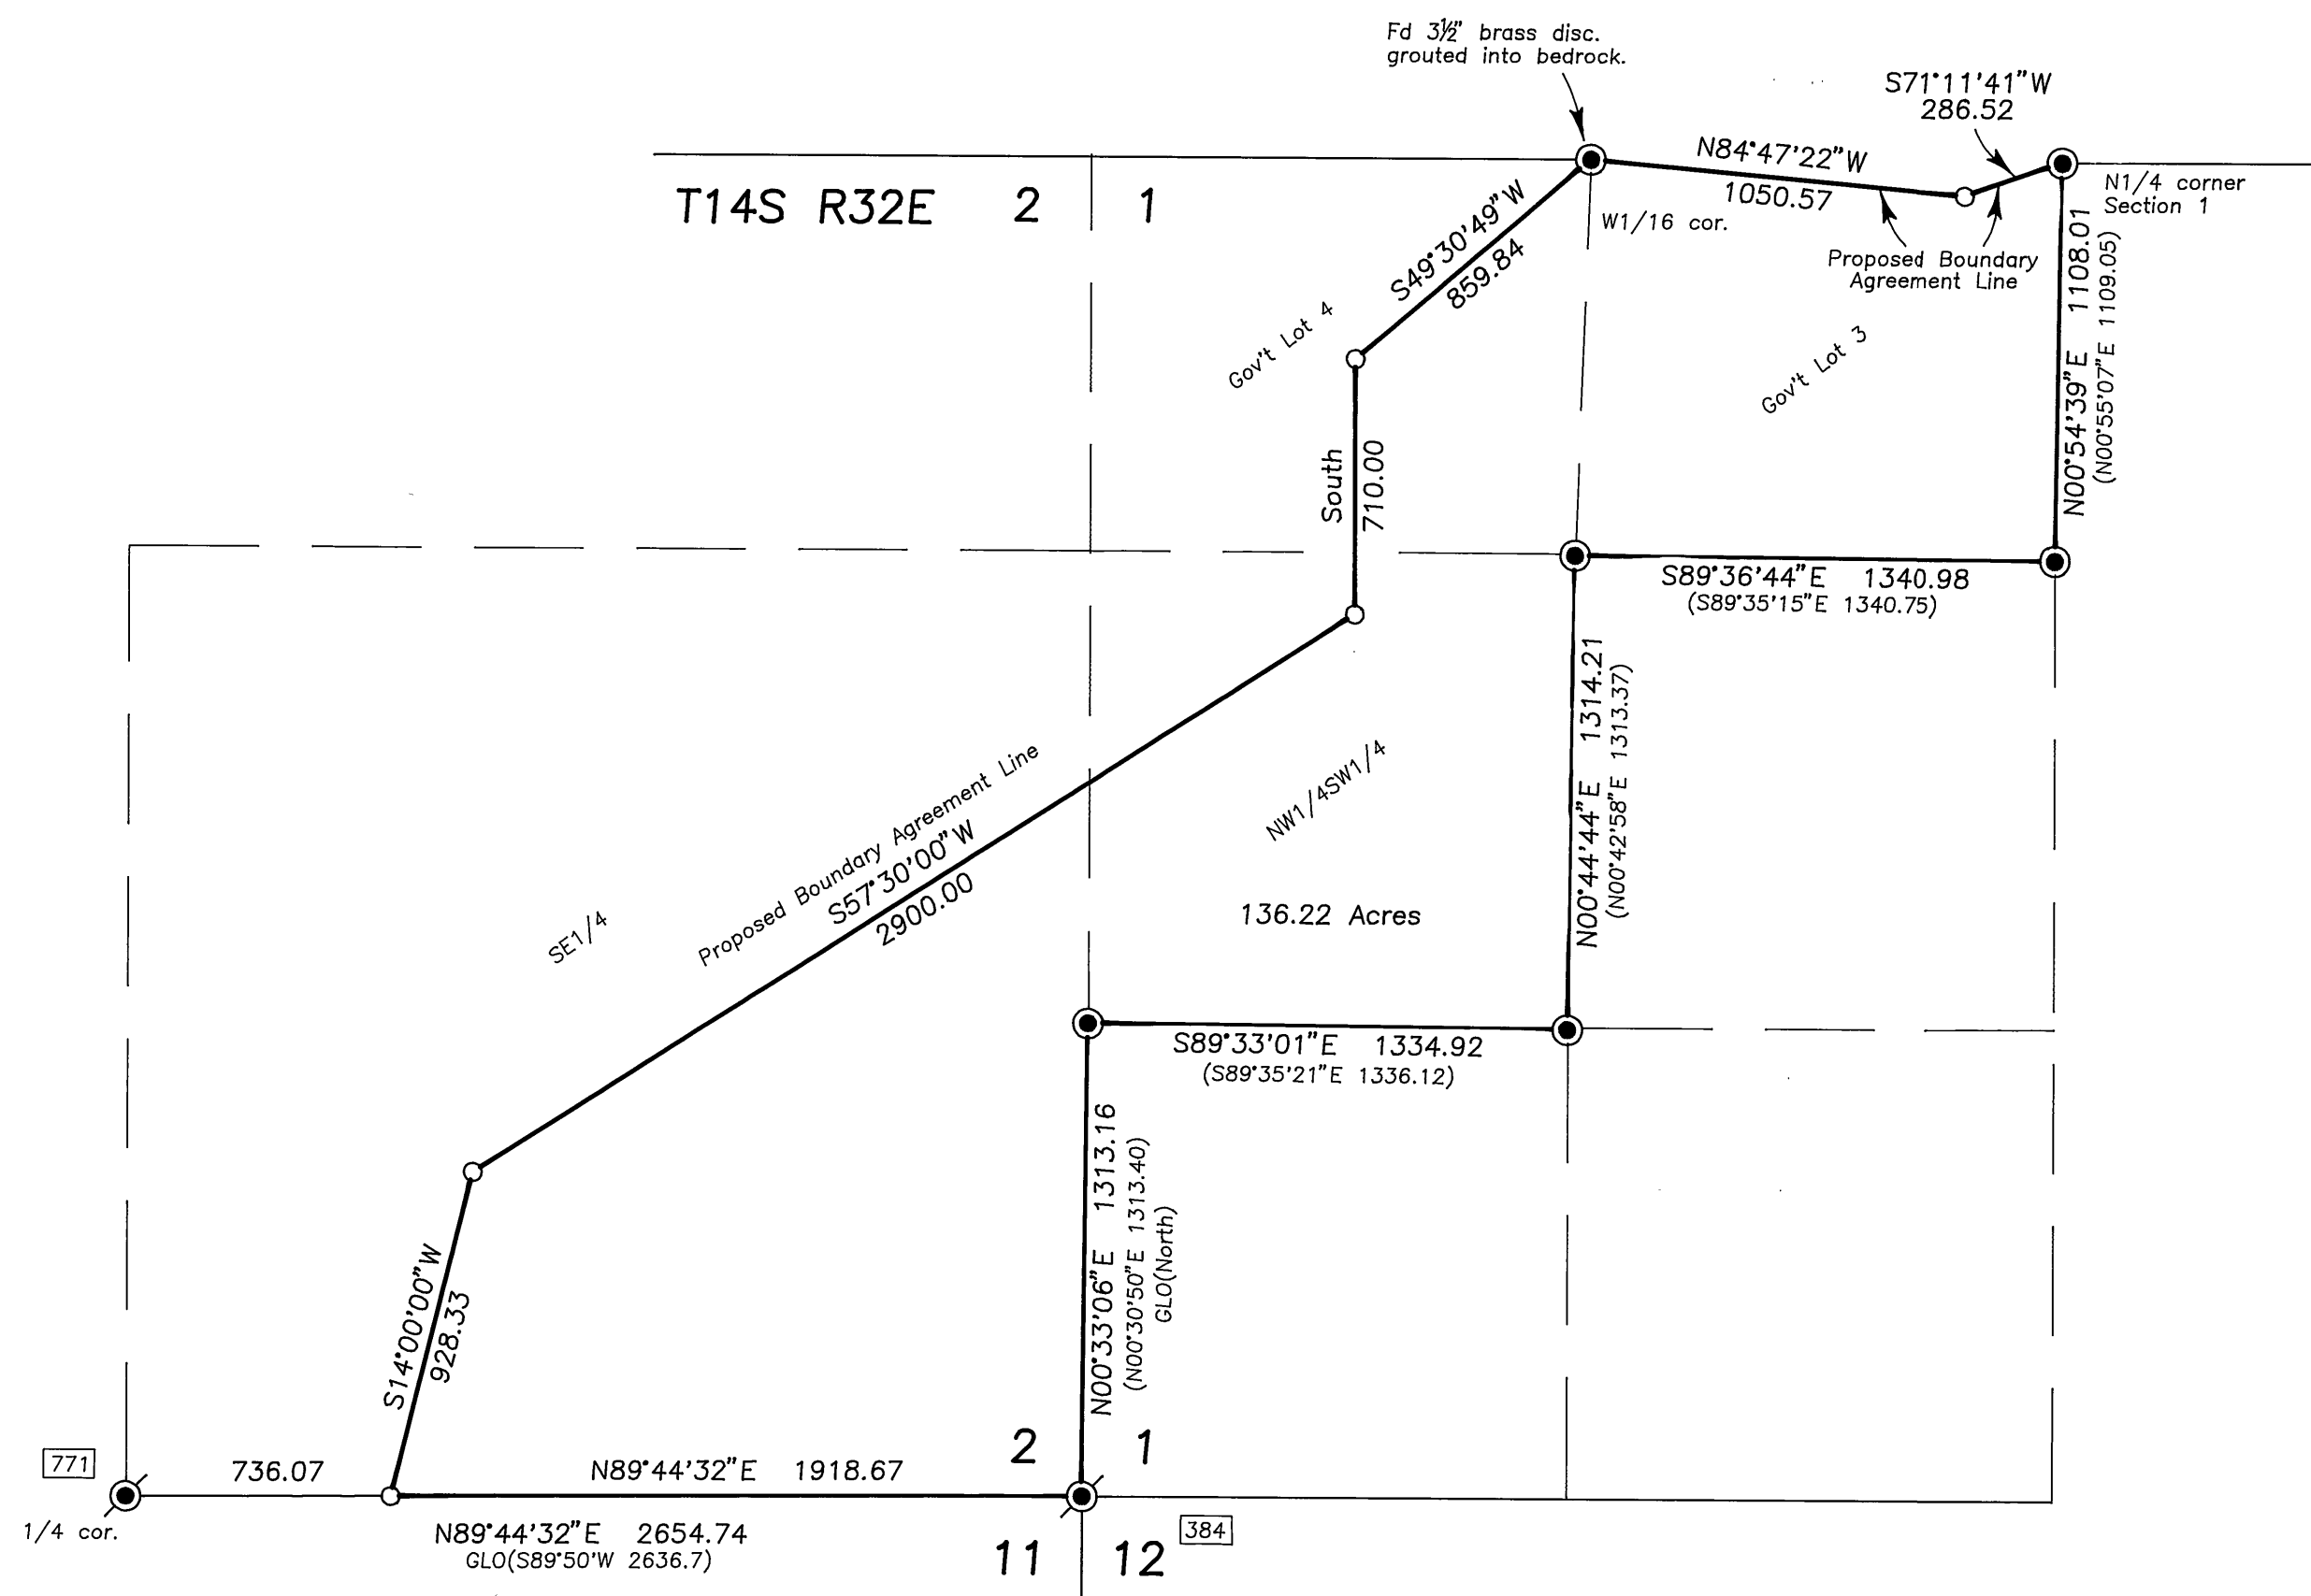 Fd 3½" brass disc.
grouted into bedrock.
S71°11'41"W
286.52
N84°47'22"W
1050.57
N1/4 corner
Section 1
T14S R32E 2 1
W1/16 cor.
S49°30'49"W
859.84
Proposed Boundary
Agreement Line
N00°54'39"E 1108.01
(N00°55'07"E 1109.05)
Gov't Lot 4
Gov't Lot 3
South
710.00
S89°36'44"E 1340.98
(S89°35'15"E 1340.75)
N00°44'44"E 1314.21
(N00°42'58"E 1313.37)
Proposed Boundary Agreement Line
S57°30'00"W
2900.00
NW1/4SW1/4
SE1/4
136.22 Acres
S89°33'01"E 1334.92
(S89°35'21"E 1336.12)
N00°33'06"E 1313.16
(N00°30'50"E 1313.40)
GLO(North)
S14°00'00"W
928.33
2 1
771
736.07
N89°44'32"E 1918.67
1/4 cor.
N89°44'32"E 2654.74
GLO(S89°50'W 2636.7)
384
11 12